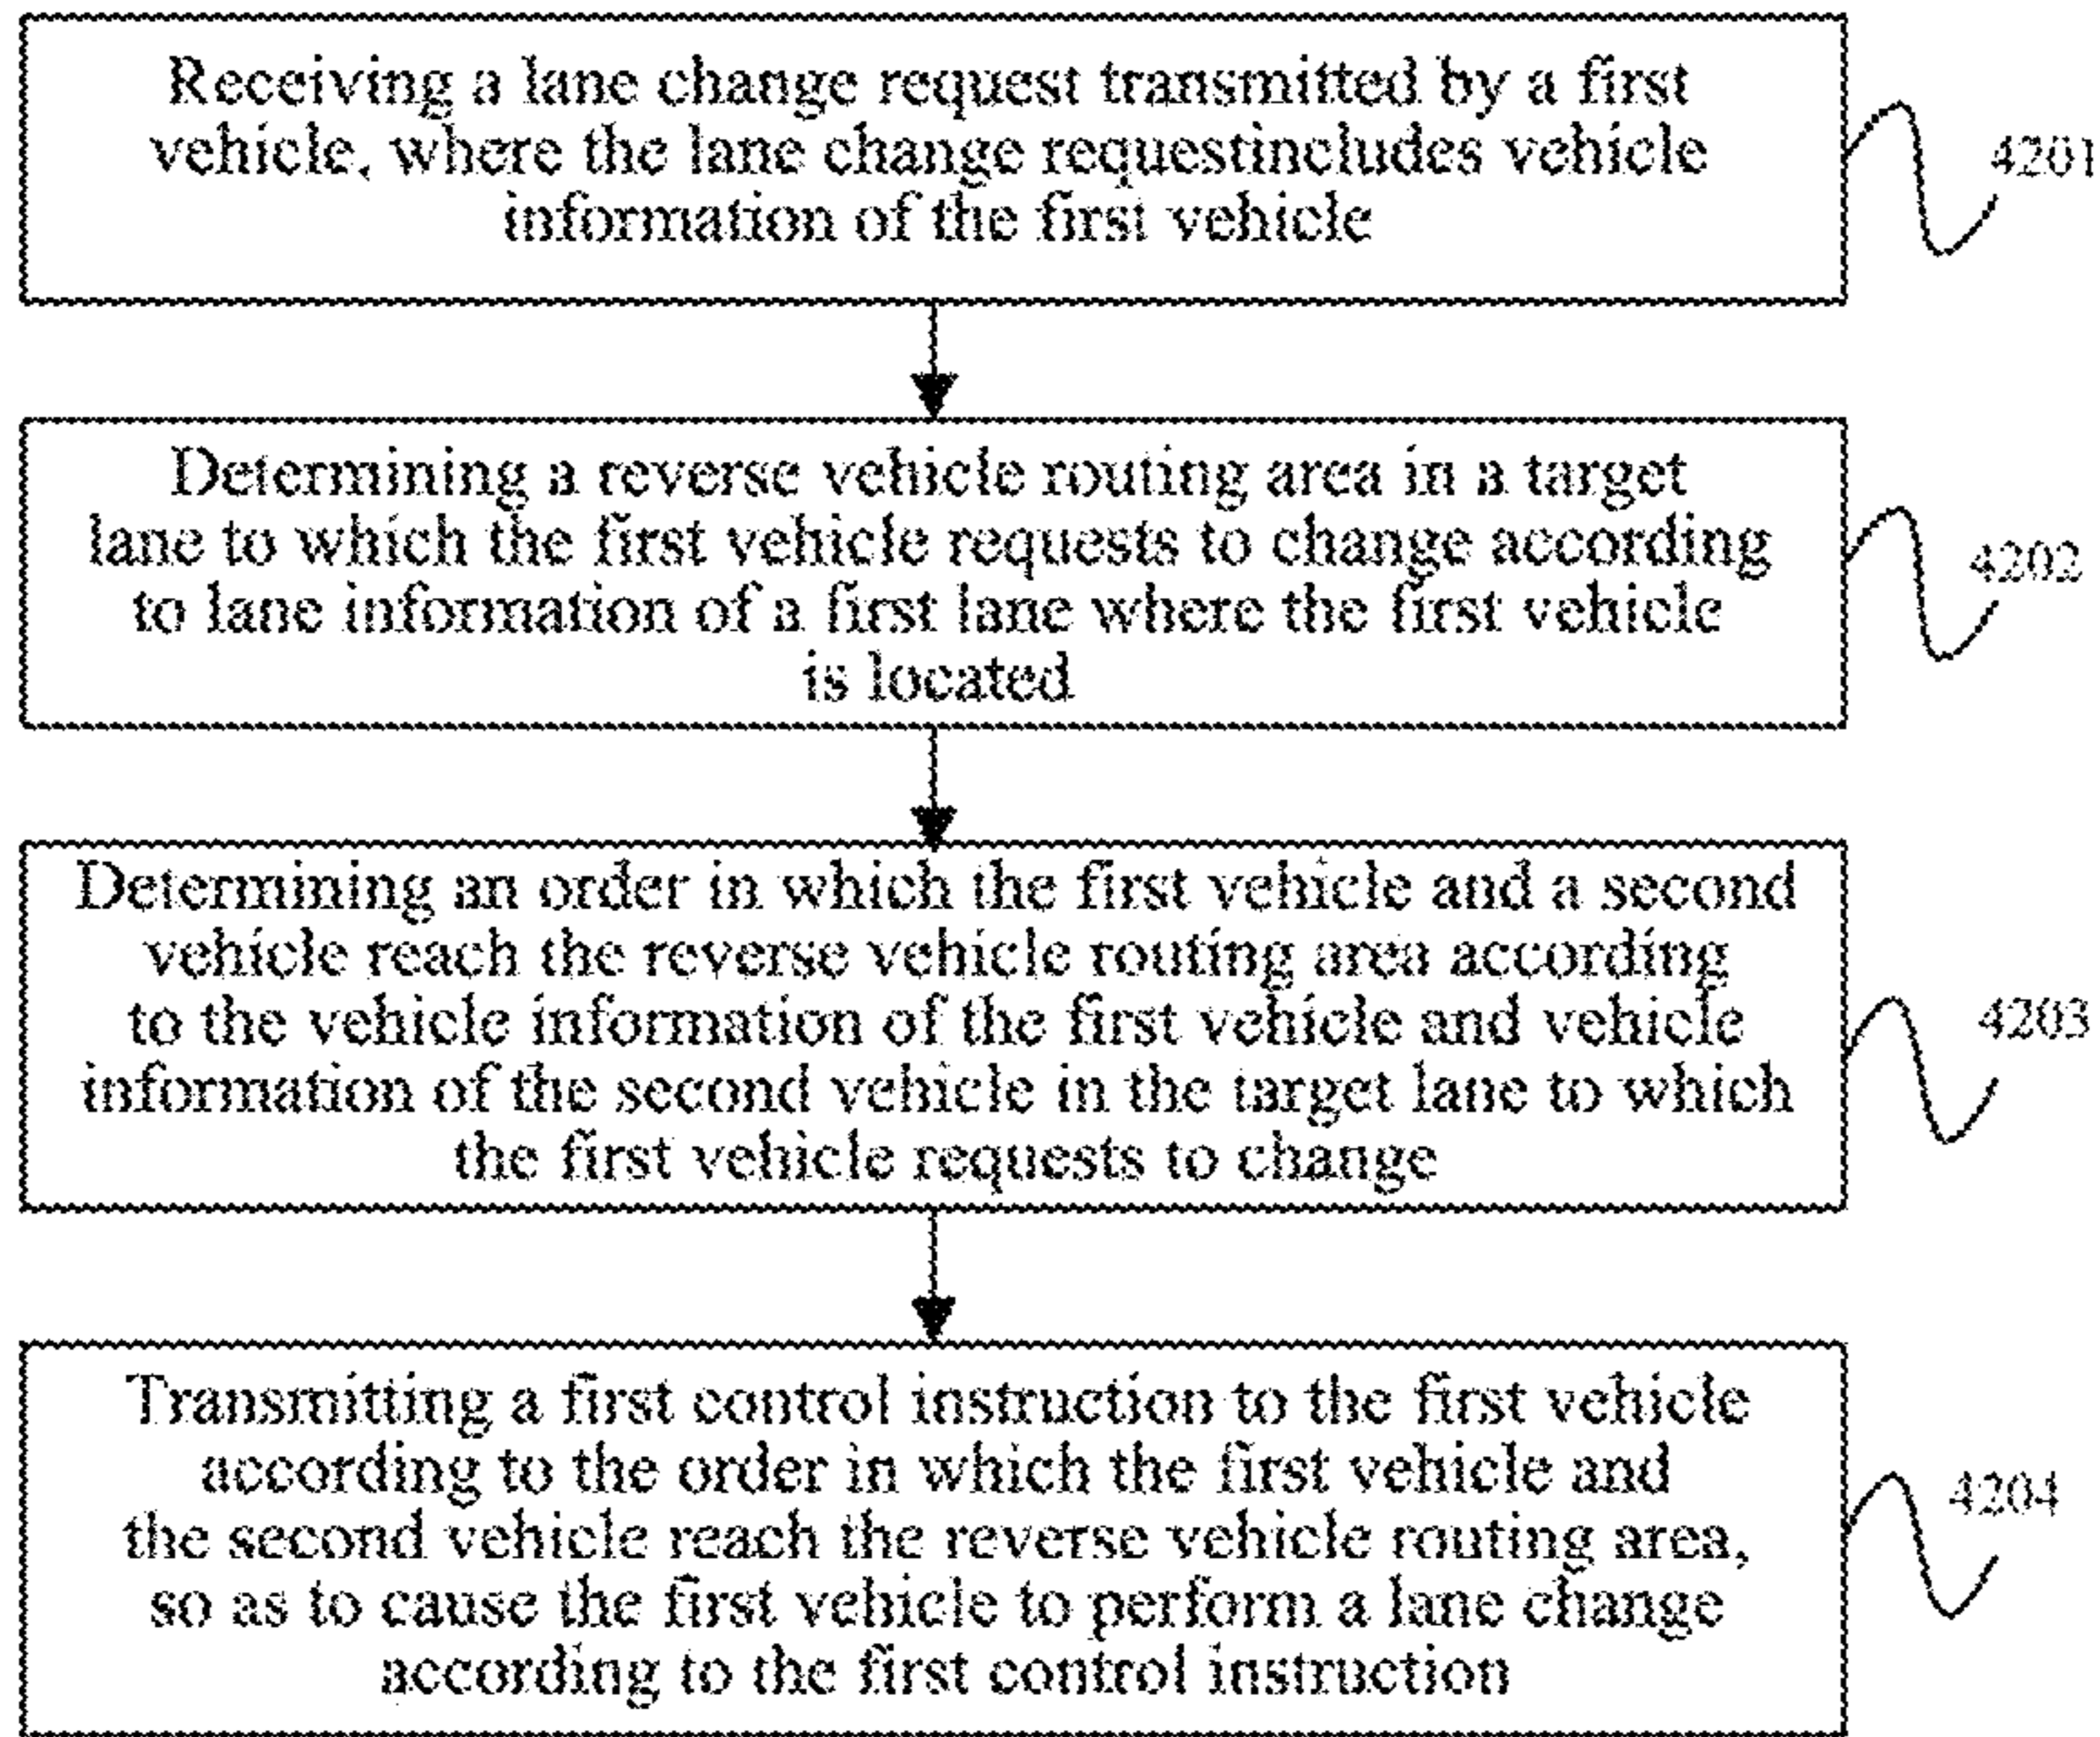 Receiving a lane change request transmitted by a first
vehicle, where the lane change requestincludes vehicle
information of the first vehicle
4201
Determining a reverse vehicle routing area in a target
lane to which the first vehicle requests to change according
to lane information of a first lane where the first vehicle
is located
4202
Determining an order in which the first vehicle and a second
vehicle reach the reverse vehicle routing area according
to the vehicle information of the first vehicle and vehicle
information of the second vehicle in the target lane to which
the first vehicle requests to change
4203
Transmitting a first control instruction to the first vehicle
according to the order in which the first vehicle and
the second vehicle reach the reverse vehicle routing area,
so as to cause the first vehicle to perform a lane change
according to the first control instruction
4204